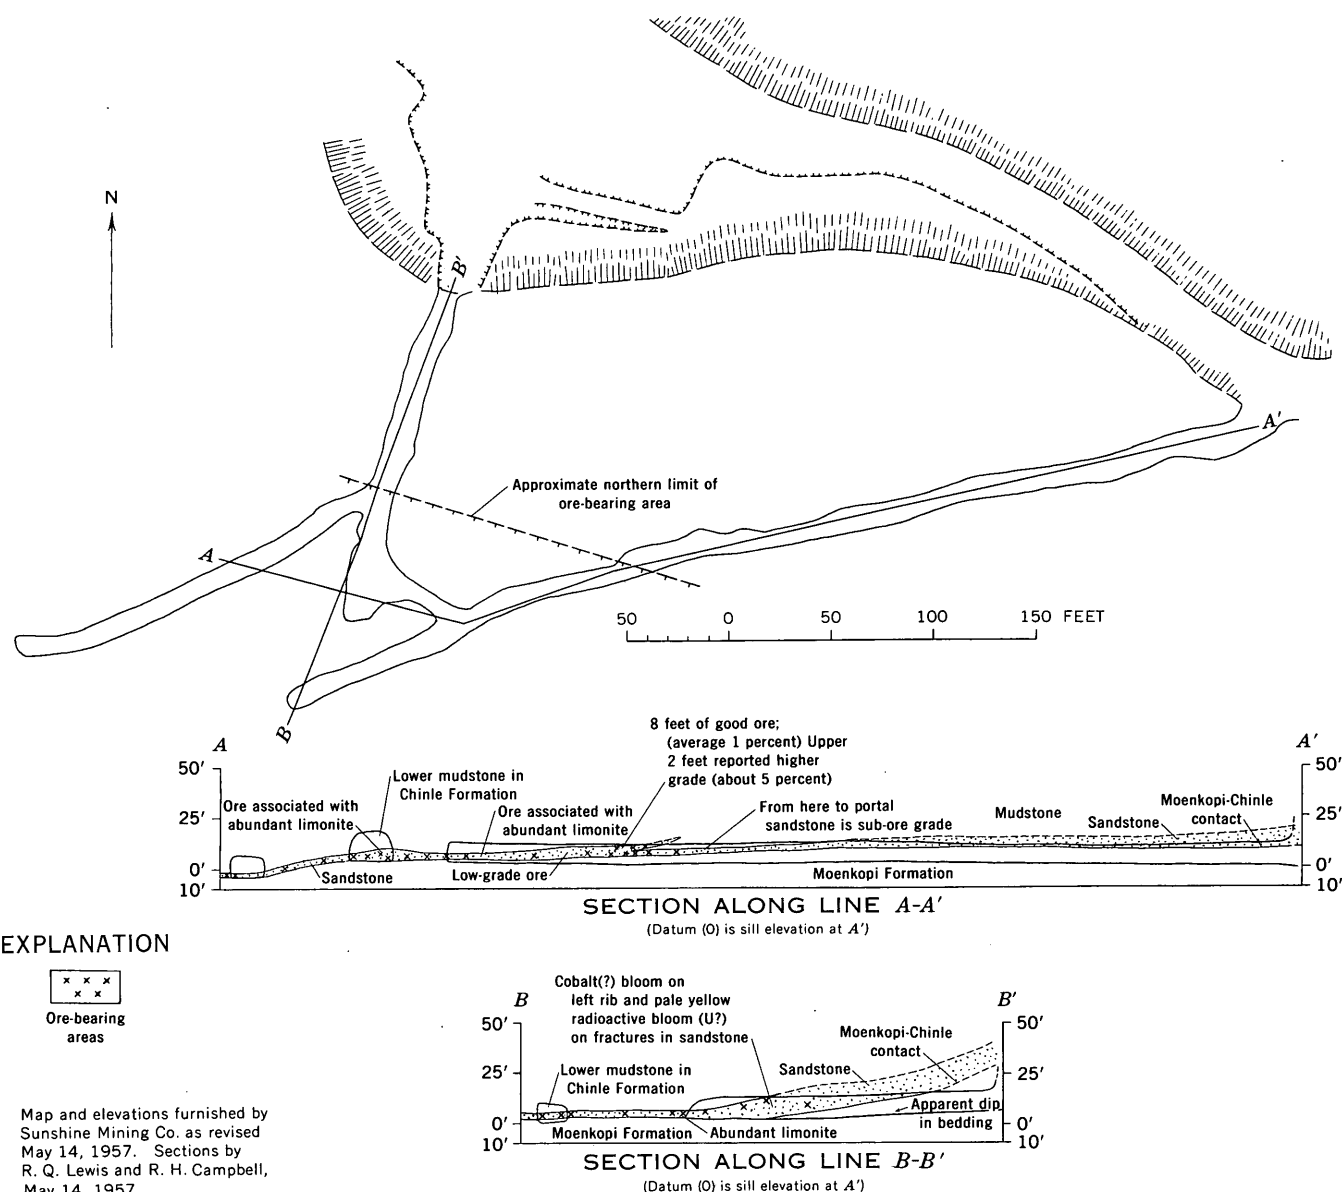 N
B'
A'
Approximate northern limit of
ore-bearing area
A
50 0 50 100 150 FEET
B
8 feet of good ore;
(average 1 percent) Upper
2 feet reported higher
grade (about 5 percent)
A
A'
50'
50'
Lower mudstone in
Chinle Formation
Ore associated with
abundant limonite
Ore associated with
abundant limonite
From here to portal
sandstone is sub-ore grade
Mudstone
Moenkopi-Chinle
contact
Sandstone
25'
25'
0'
0'
10'
10'
Sandstone
Low-grade ore
Moenkopi Formation
SECTION ALONG LINE A-A'
(Datum (0) is sill elevation at A')
EXPLANATION
Ore-bearing
areas
Cobalt(?) bloom on
left rib and pale yellow
radioactive bloom (U?)
on fractures in sandstone
B
B'
50'
50'
Moenkopi-Chinle
contact
Lower mudstone in
Chinle Formation
Sandstone
25'
25'
Apparent dip
in bedding
0'
0'
10'
10'
Moenkopi Formation
Abundant limonite
SECTION ALONG LINE B-B'
(Datum (0) is sill elevation at A')
Map and elevations furnished by
Sunshine Mining Co. as revised
May 14, 1957. Sections by
R. Q. Lewis and R. H. Campbell,
May 14, 1957